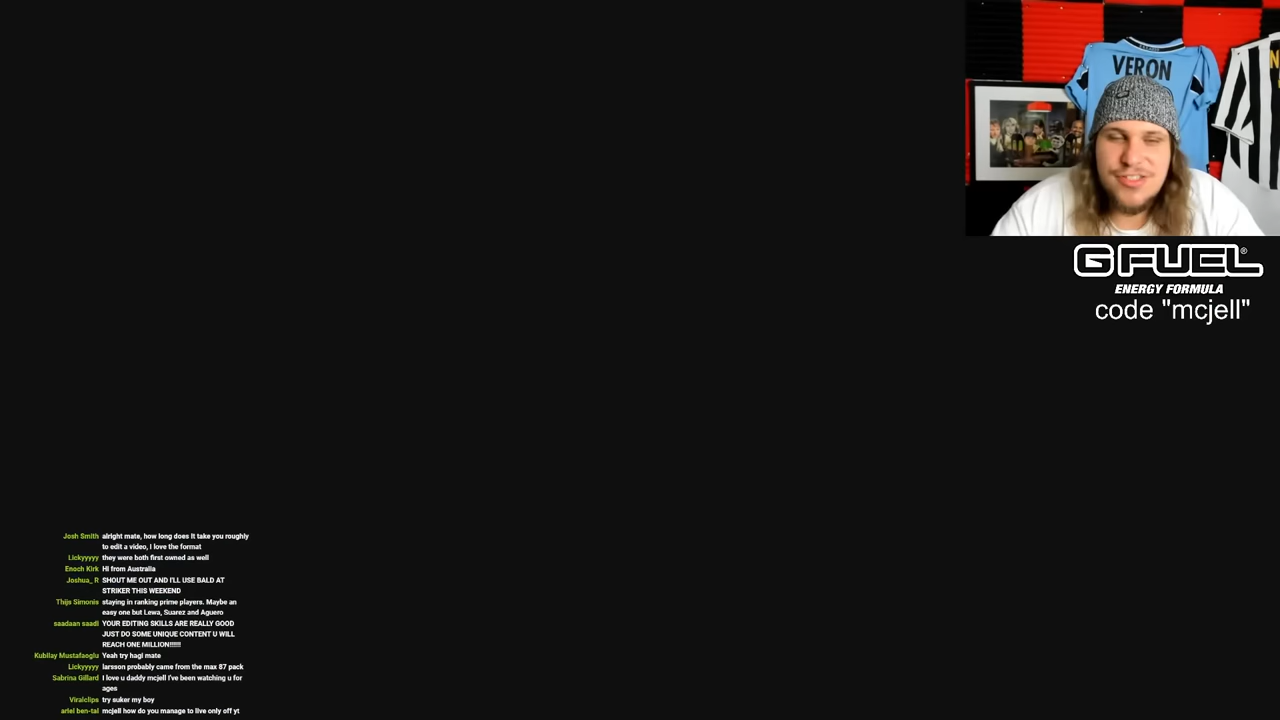 VERON
N
G FUEL®
ENERGY FORMULA
code "mcjell"
Josh Smith alright mate, how long does it take you roughly
to edit a video, I love the format
Lickyyyyy they were both first owned as well
Enoch Kirk Hi from Australia
Joshua_ R SHOUT ME OUT AND I'LL USE BALD AT
STRIKER THIS WEEKEND
Thijs Simonis staying in ranking prime players. Maybe an
easy one but Lewa, Suarez and Aguero
saadaan saadi YOUR EDITING SKILLS ARE REALLY GOOD
JUST DO SOME UNIQUE CONTENT U WILL
REACH ONE MILLION!!!!!!
Kubilay Mustafaoglu Yeah try hagi mate
Lickyyyyy larsson probably came from the max 87 pack
Sabrina Gillard I love u daddy mcjell I've been watching u for
ages
Viralclips try suker my boy
ariel ben-tal mcjell how do you manage to live only off yt